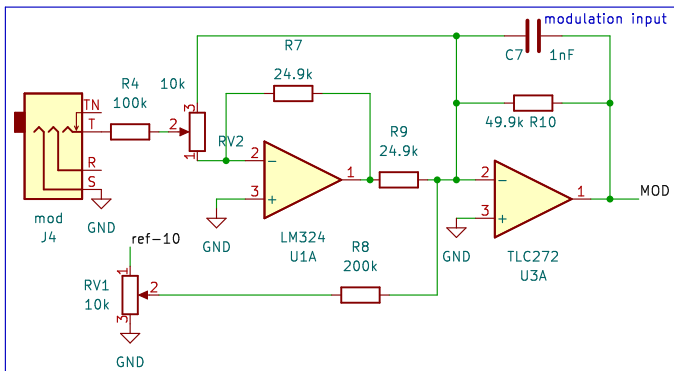 modulation input
R7
C7
1nF
R4
10k
24.9k
100k
TN
3
T
2
49.9k R10
RV2
R9
1
2
24.9k
R
1
2
S
3
1
MOD
3
GND
mod
J4
GND
LM324
U1A
GND
TLC272
U3A
ref-10
R8
200k
1
RV1
2
10k
3
GND